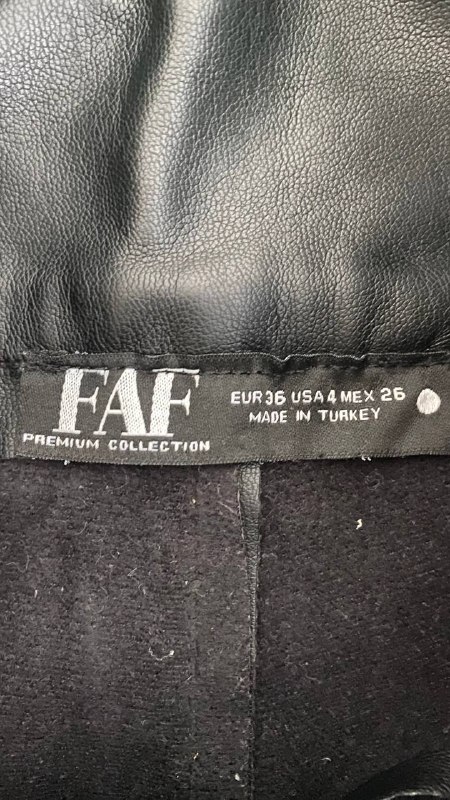 FAF
PREMIUM COLLECTION
EUR 36 USA 4 MEX 26
MADE IN TURKEY